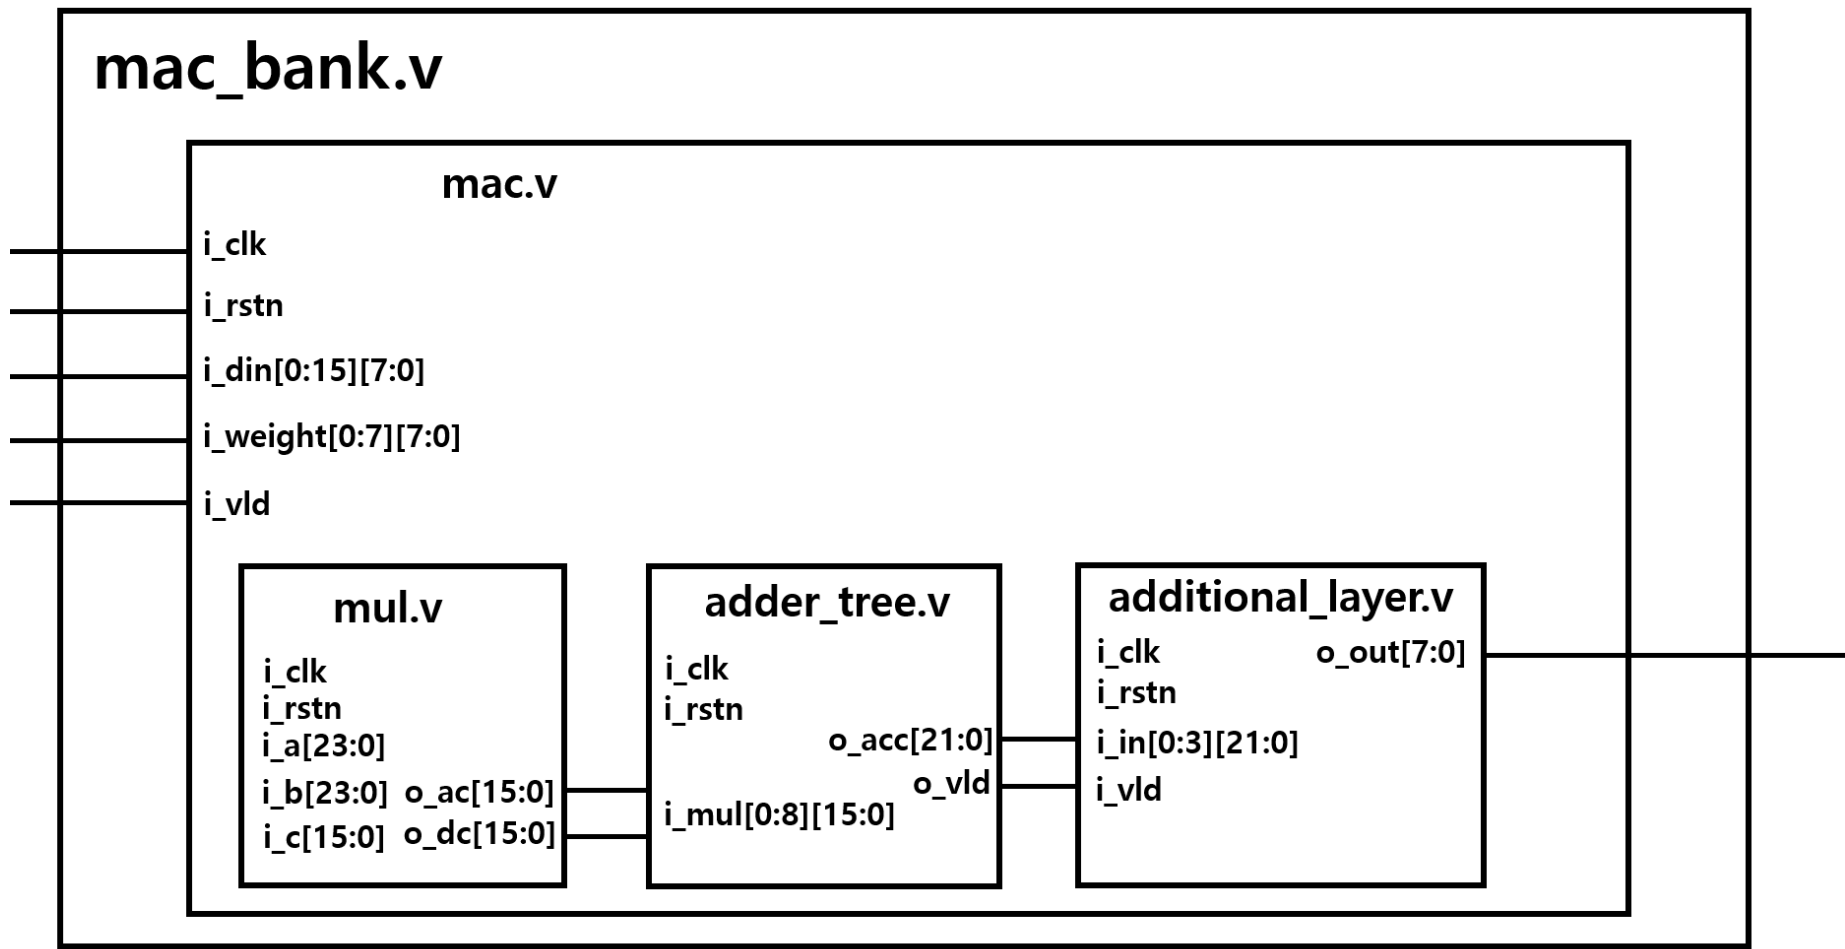 mac_bank.v
mac.v
i_clk
i_rstn
i_din[0:15][7:0]
i_weight[0:7][7:0]
i_vld
mul.v
i_clk
i_rstn
i_a[23:0]
i_b[23:0] o_ac[15:0]
i_c[15:0] o_dc[15:0]
adder_tree.v
i_clk
i_rstn
o_acc[21:0]
o_vld
i_mul[0:8][15:0]
additional_layer.v
i_clk o_out[7:0]
i_rstn
i_in[0:3][21:0]
i_vld